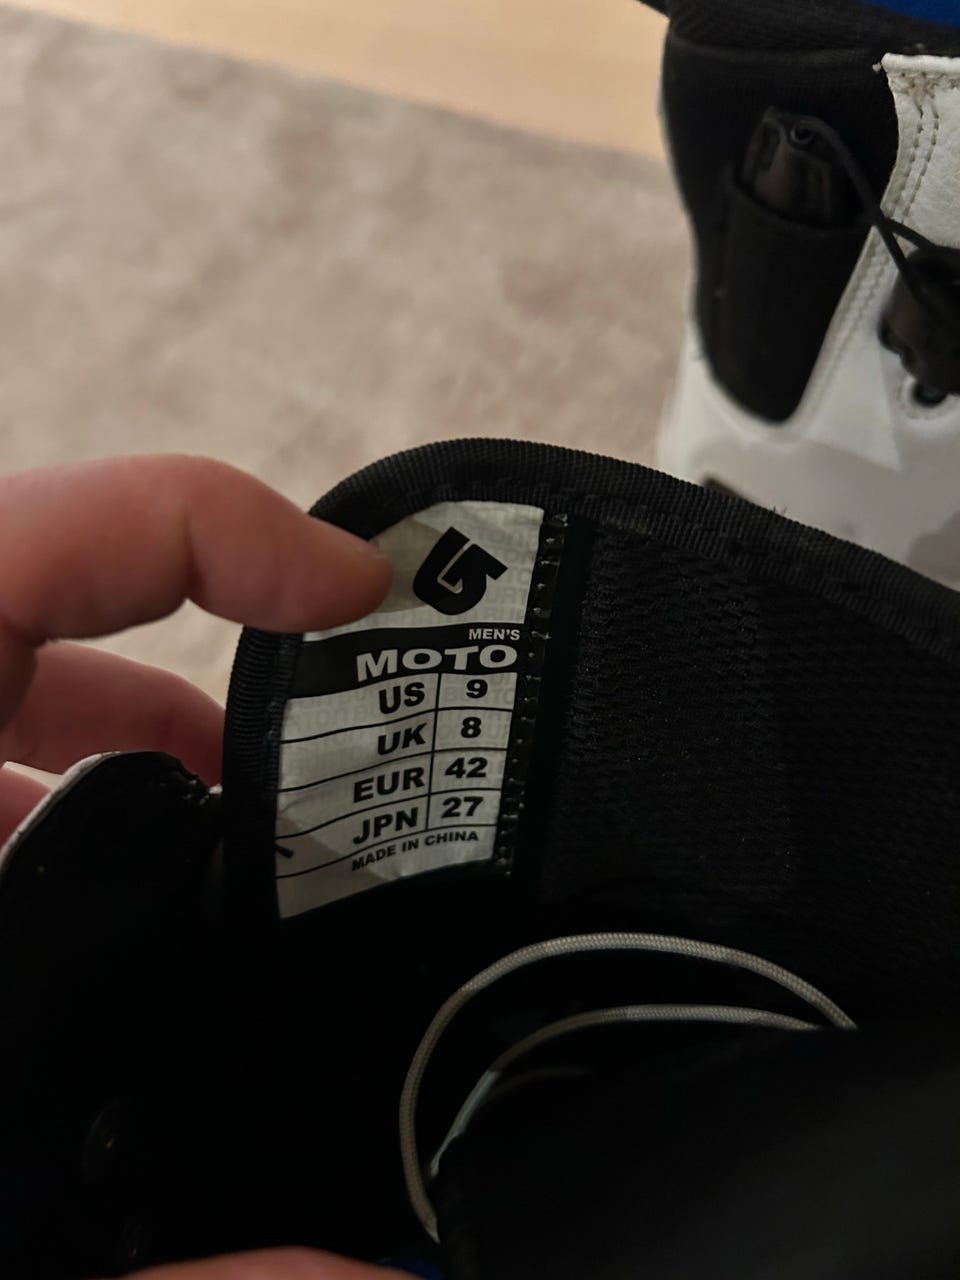 MEN'S
MOTO
US 9
UK 8
EUR 42
JPN 27
MADE IN CHINA